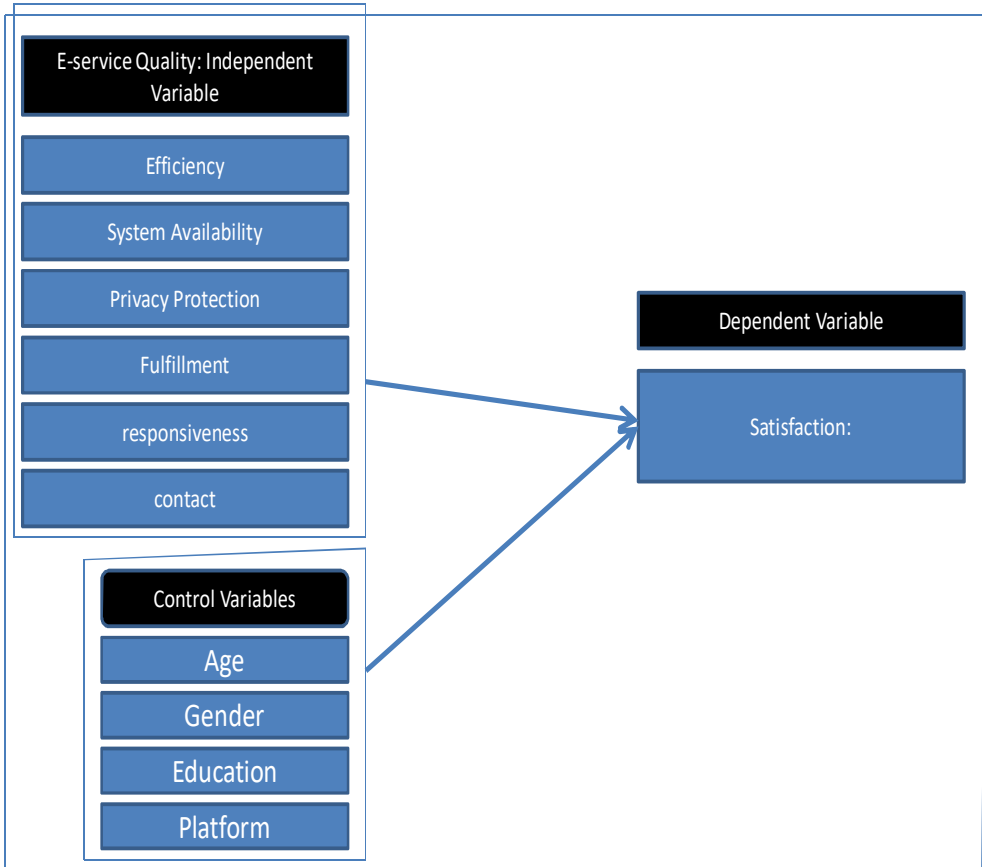 E-service Quality: Independent
Variable
Efficiency
System Availability
Privacy Protection
Fulfillment
responsiveness
contact
Control Variables
Age
Gender
Education
Platform
Dependent Variable
Satisfaction: